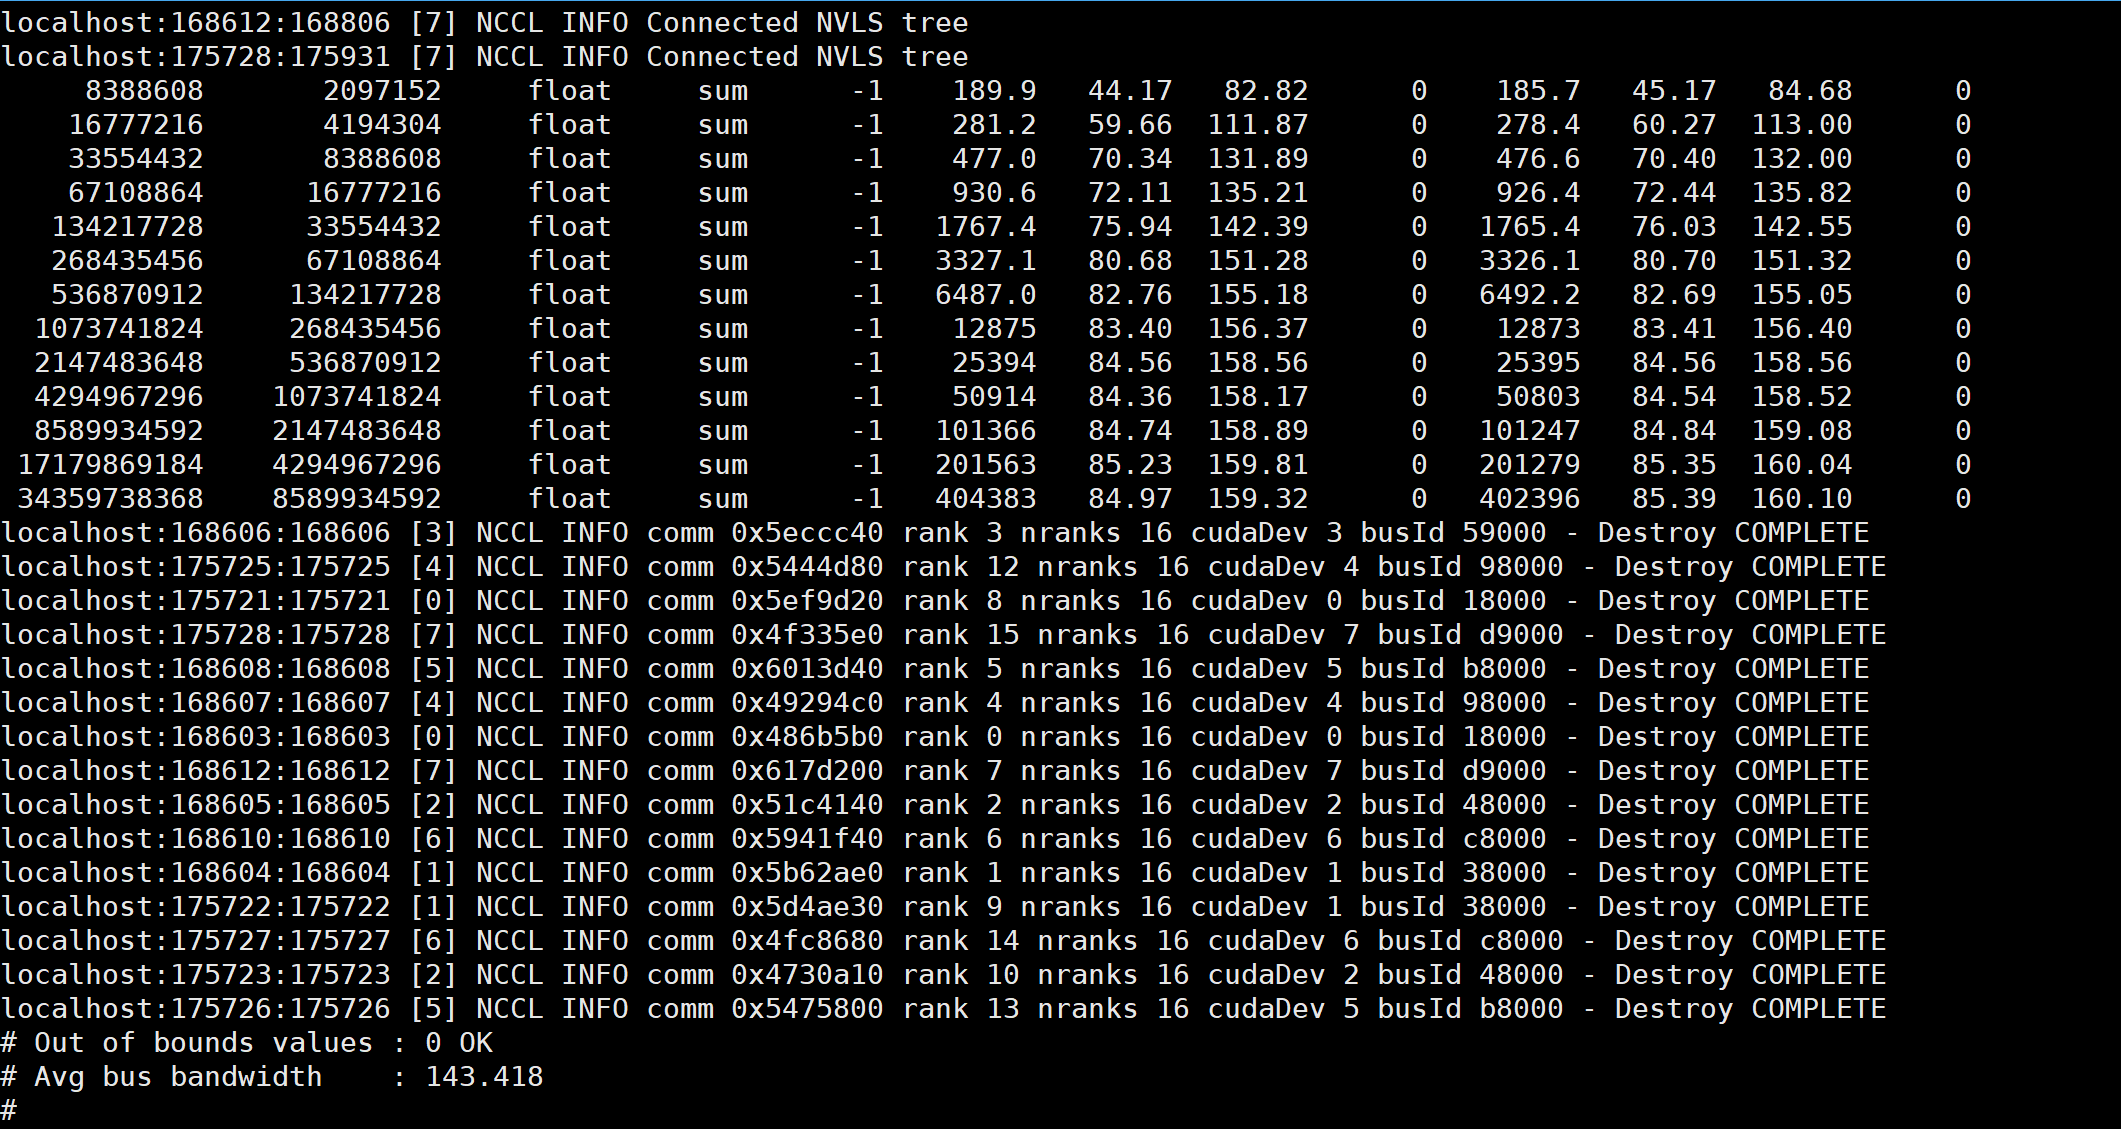 localhost:168612:168806 [7] NCCL INFO Connected NVLS tree
localhost:175728:175931 [7] NCCL INFO Connected NVLS tree
     8388608       2097152     float     sum      -1    189.9   44.17   82.82      0    185.7   45.17   84.68      0
    16777216       4194304     float     sum      -1    281.2   59.66  111.87      0    278.4   60.27  113.00      0
    33554432       8388608     float     sum      -1    477.0   70.34  131.89      0    476.6   70.40  132.00      0
    67108864      16777216     float     sum      -1    930.6   72.11  135.21      0    926.4   72.44  135.82      0
   134217728      33554432     float     sum      -1   1767.4   75.94  142.39      0   1765.4   76.03  142.55      0
   268435456      67108864     float     sum      -1   3327.1   80.68  151.28      0   3326.1   80.70  151.32      0
   536870912     134217728     float     sum      -1   6487.0   82.76  155.18      0   6492.2   82.69  155.05      0
  1073741824     268435456     float     sum      -1    12875   83.40  156.37      0    12873   83.41  156.40      0
  2147483648     536870912     float     sum      -1    25394   84.56  158.56      0    25395   84.56  158.56      0
  4294967296    1073741824     float     sum      -1    50914   84.36  158.17      0    50803   84.54  158.52      0
  8589934592    2147483648     float     sum      -1   101366   84.74  158.89      0   101247   84.84  159.08      0
 17179869184    4294967296     float     sum      -1   201563   85.23  159.81      0   201279   85.35  160.04      0
 34359738368    8589934592     float     sum      -1   404383   84.97  159.32      0   402396   85.39  160.10      0
localhost:168606:168606 [3] NCCL INFO comm 0x5eccc40 rank 3 nranks 16 cudaDev 3 busId 59000 - Destroy COMPLETE
localhost:175725:175725 [4] NCCL INFO comm 0x5444d80 rank 12 nranks 16 cudaDev 4 busId 98000 - Destroy COMPLETE
localhost:175721:175721 [0] NCCL INFO comm 0x5ef9d20 rank 8 nranks 16 cudaDev 0 busId 18000 - Destroy COMPLETE
localhost:175728:175728 [7] NCCL INFO comm 0x4f335e0 rank 15 nranks 16 cudaDev 7 busId d9000 - Destroy COMPLETE
localhost:168608:168608 [5] NCCL INFO comm 0x6013d40 rank 5 nranks 16 cudaDev 5 busId b8000 - Destroy COMPLETE
localhost:168607:168607 [4] NCCL INFO comm 0x49294c0 rank 4 nranks 16 cudaDev 4 busId 98000 - Destroy COMPLETE
localhost:168603:168603 [0] NCCL INFO comm 0x486b5b0 rank 0 nranks 16 cudaDev 0 busId 18000 - Destroy COMPLETE
localhost:168612:168612 [7] NCCL INFO comm 0x617d200 rank 7 nranks 16 cudaDev 7 busId d9000 - Destroy COMPLETE
localhost:168605:168605 [2] NCCL INFO comm 0x51c4140 rank 2 nranks 16 cudaDev 2 busId 48000 - Destroy COMPLETE
localhost:168610:168610 [6] NCCL INFO comm 0x5941f40 rank 6 nranks 16 cudaDev 6 busId c8000 - Destroy COMPLETE
localhost:168604:168604 [1] NCCL INFO comm 0x5b62ae0 rank 1 nranks 16 cudaDev 1 busId 38000 - Destroy COMPLETE
localhost:175722:175722 [1] NCCL INFO comm 0x5d4ae30 rank 9 nranks 16 cudaDev 1 busId 38000 - Destroy COMPLETE
localhost:175727:175727 [6] NCCL INFO comm 0x4fc8680 rank 14 nranks 16 cudaDev 6 busId c8000 - Destroy COMPLETE
localhost:175723:175723 [2] NCCL INFO comm 0x4730a10 rank 10 nranks 16 cudaDev 2 busId 48000 - Destroy COMPLETE
localhost:175726:175726 [5] NCCL INFO comm 0x5475800 rank 13 nranks 16 cudaDev 5 busId b8000 - Destroy COMPLETE
# Out of bounds values : 0 OK
# Avg bus bandwidth    : 143.418
#